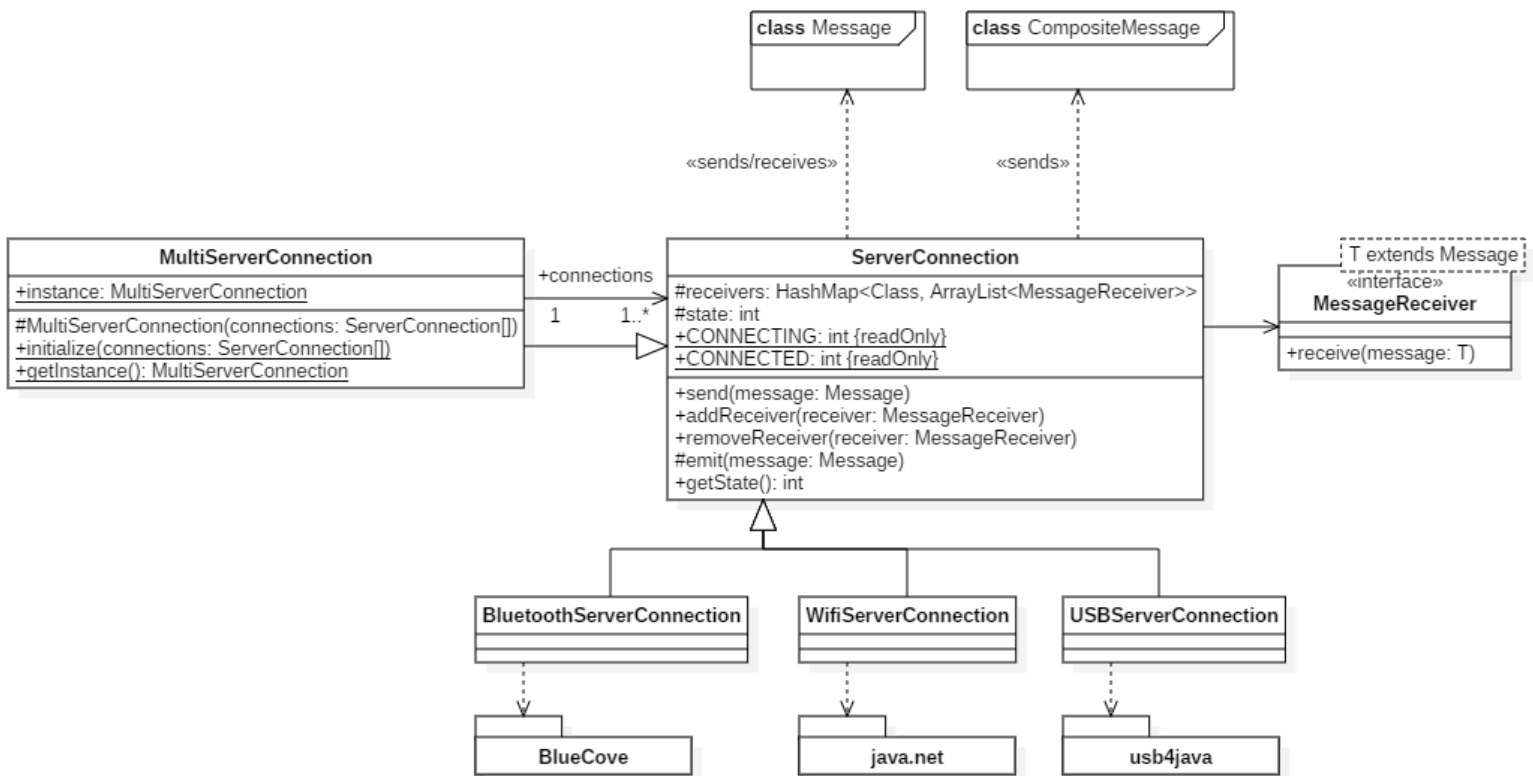 class Message
class CompositeMessage
«sends/receives»
«sends»
MultiServerConnection
+instance: MultiServerConnection
#MultiServerConnection(connections: ServerConnection[])
+initialize(connections: ServerConnection[])
+getInstance(): MultiServerConnection
+connections
1
1..*
ServerConnection
#receivers: HashMap<Class, ArrayList<MessageReceiver>>
#state: int
+CONNECTING: int {readOnly}
+CONNECTED: int {readOnly}
+send(message: Message)
+addReceiver(receiver: MessageReceiver)
+removeReceiver(receiver: MessageReceiver)
#emit(message: Message)
+getState(): int
T extends Message
«interface»
MessageReceiver
+receive(message: T)
BluetoothServerConnection
WifiServerConnection
USBServerConnection
BlueCove
java.net
usb4java